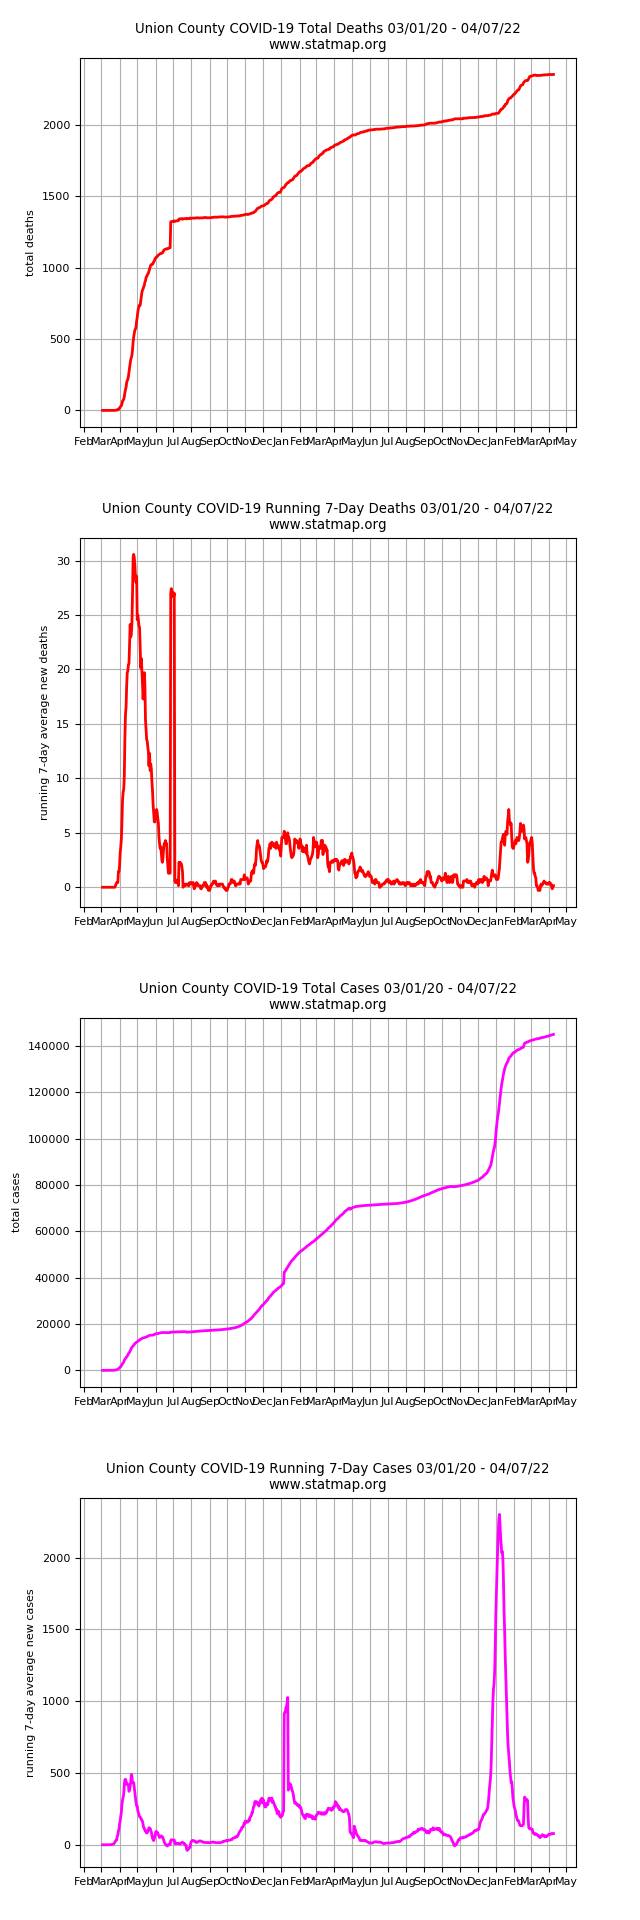 Union County COVID-19 Total Deaths 03/01/20 - 04/07/22
www.statmap.org
total deaths
2000
1500
1000
500
0
Feb Mar Apr May Jun Jul Aug Sep Oct Nov Dec Jan Feb Mar Apr May Jun Jul Aug Sep Oct Nov Dec Jan Feb Mar Apr May
Union County COVID-19 Running 7-Day Deaths 03/01/20 - 04/07/22
www.statmap.org
running 7-day average new deaths
30
25
20
15
10
5
0
Feb Mar Apr May Jun Jul Aug Sep Oct Nov Dec Jan Feb Mar Apr May Jun Jul Aug Sep Oct Nov Dec Jan Feb Mar Apr May
Union County COVID-19 Total Cases 03/01/20 - 04/07/22
www.statmap.org
total cases
140000
120000
100000
80000
60000
40000
20000
0
Feb Mar Apr May Jun Jul Aug Sep Oct Nov Dec Jan Feb Mar Apr May Jun Jul Aug Sep Oct Nov Dec Jan Feb Mar Apr May
Union County COVID-19 Running 7-Day Cases 03/01/20 - 04/07/22
www.statmap.org
running 7-day average new cases
2000
1500
1000
500
0
Feb Mar Apr May Jun Jul Aug Sep Oct Nov Dec Jan Feb Mar Apr May Jun Jul Aug Sep Oct Nov Dec Jan Feb Mar Apr May